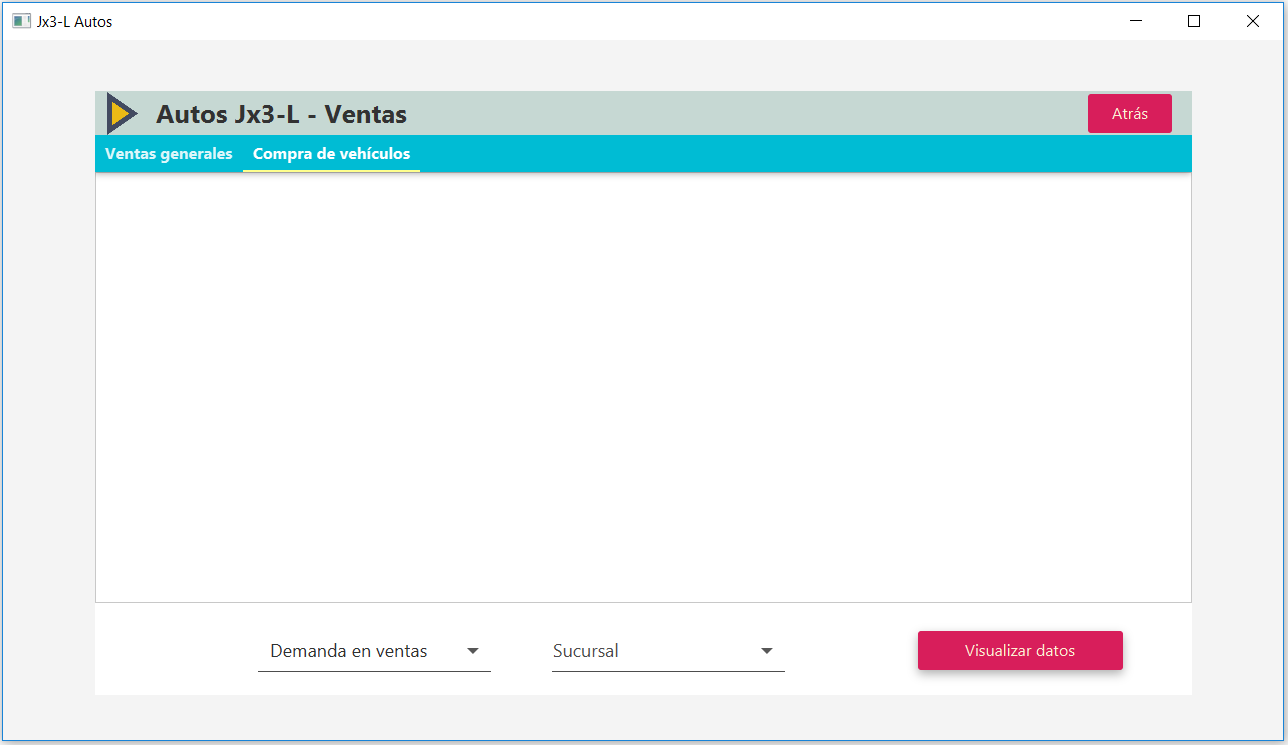 Jx3-L Autos
Autos Jx3-L - Ventas
Atrás
Ventas generales
Compra de vehículos
Demanda en ventas
Sucursal
Visualizar datos